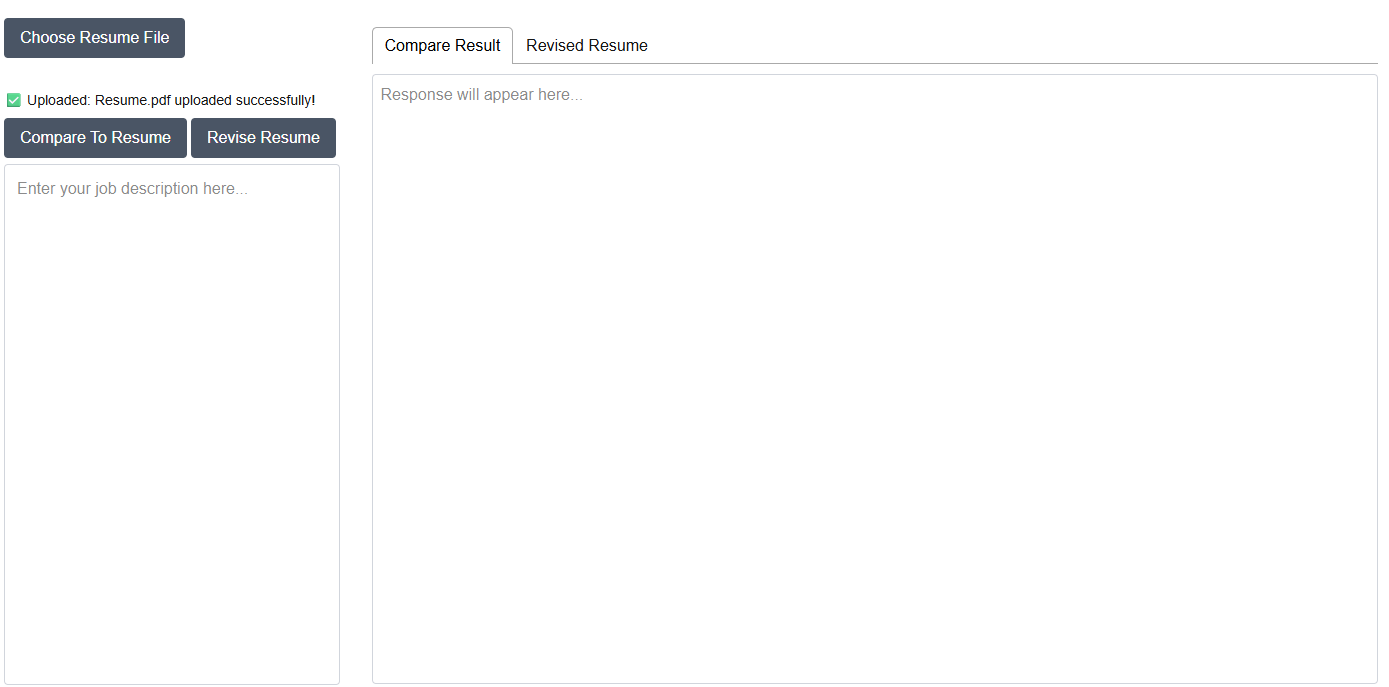 Choose Resume File
✅ Uploaded: Resume.pdf uploaded successfully!
Compare To Resume
Revise Resume
Enter your job description here...
Compare Result
Revised Resume
Response will appear here...